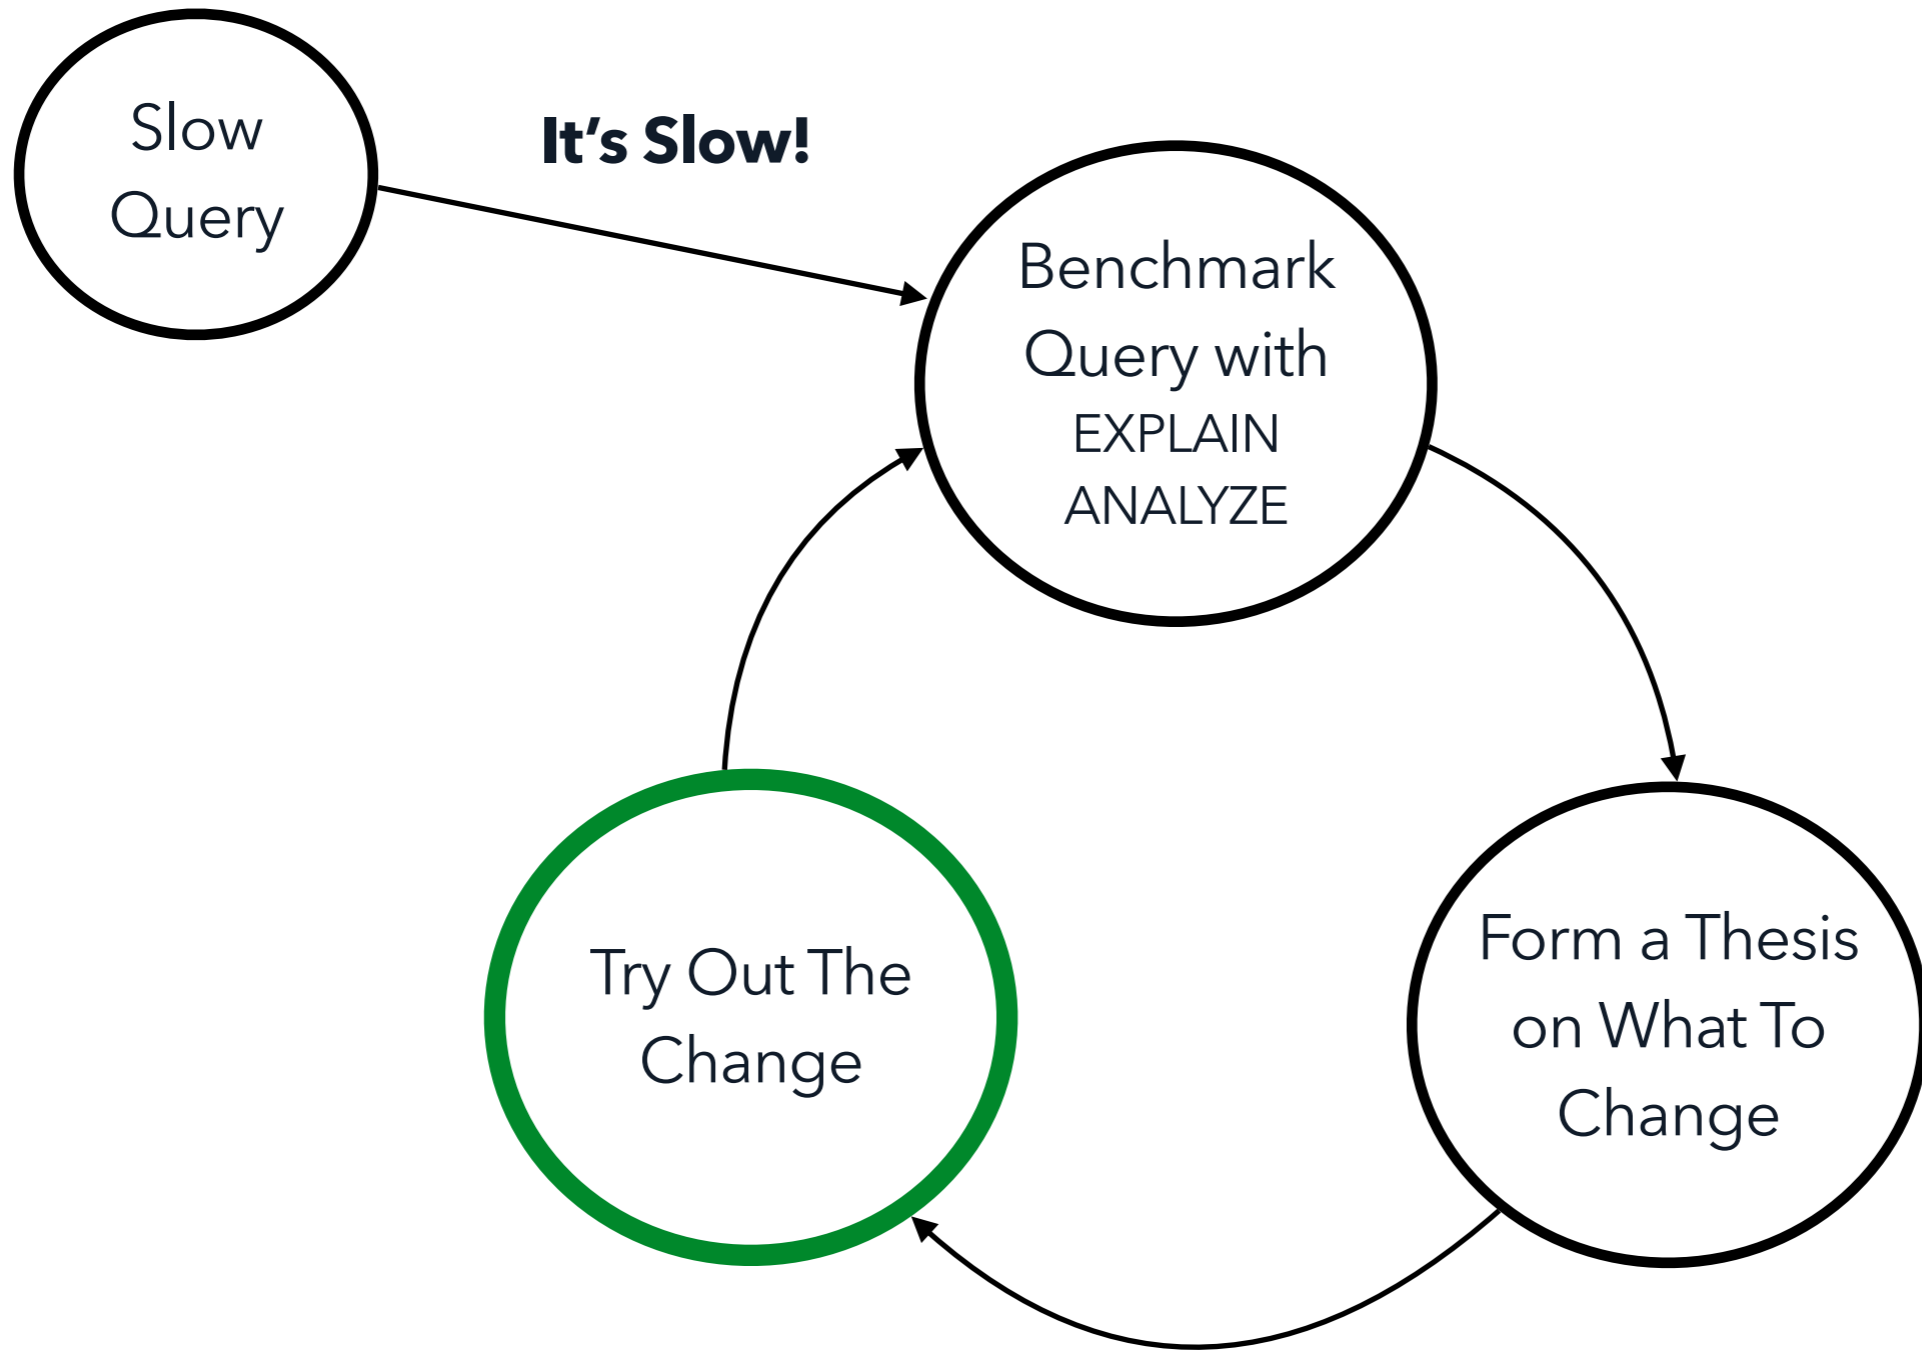 Slow
Query
It’s Slow!
Benchmark
Query with
EXPLAIN
ANALYZE
Form a Thesis
on What To
Change
Try Out The
Change